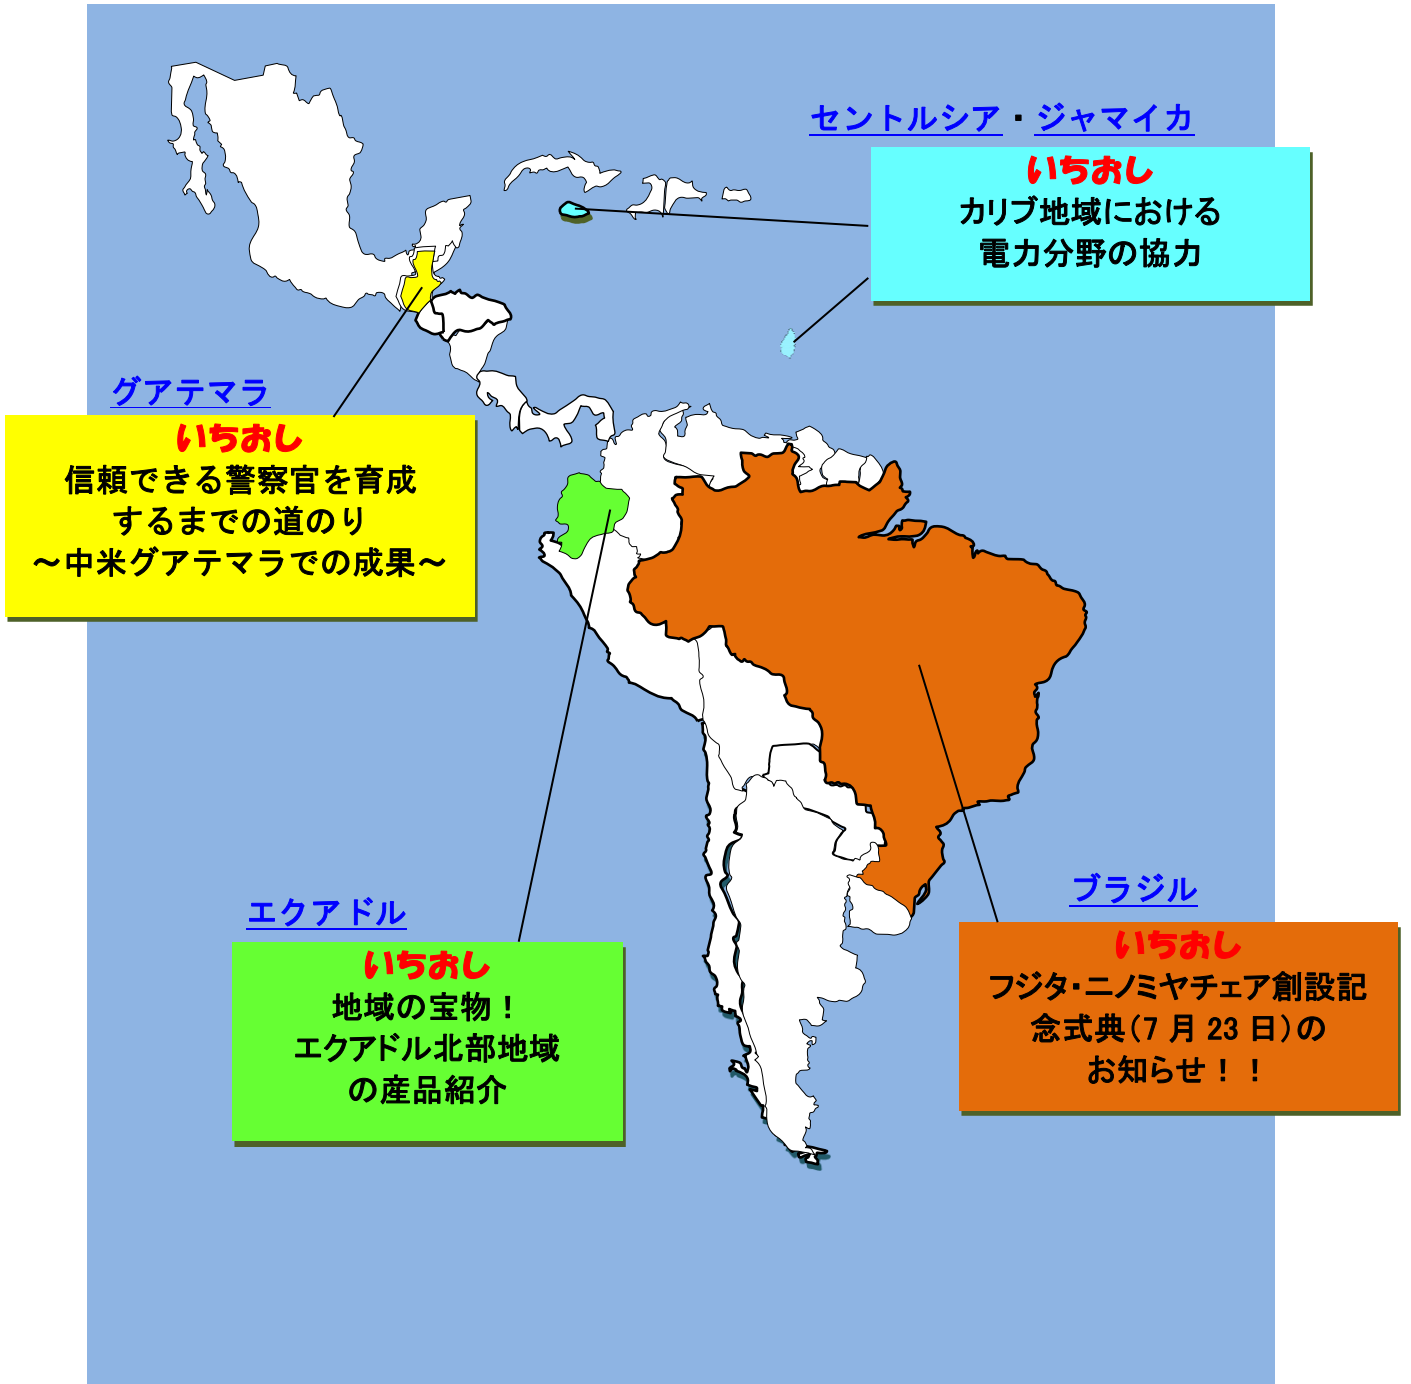 セントルシア・ジャマイカ
いちおし
カリブ地域における
電力分野の協力
グアテマラ
いちおし
信頼できる警察官を育成
するまでの道のり
～中米グアテマラでの成果～
エクアドル
いちおし
地域の宝物！
エクアドル北部地域
の産品紹介
ブラジル
いちおし
フジタ・ニノミヤチェア創設記
念式典(7 月 23 日)の
お知らせ！！